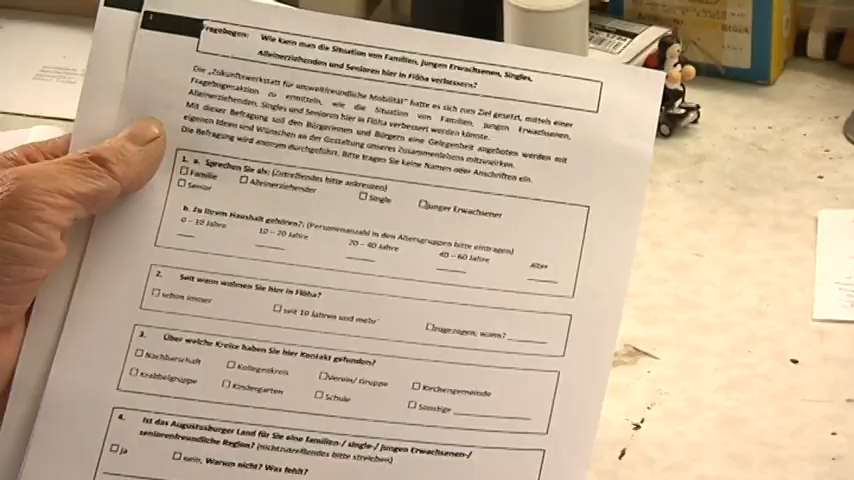 Fragebogen: Wie kann man die Situation von Familien, jungen Erwachsenen, Singles,
Alleinerziehenden und Senioren hier in Flöha verbessern?
Die „Zukunftswerkstatt für umweltfreundliche Mobilität" hatte es sich zum Ziel gesetzt, mittels einer
Fragebogenaktion zu ermitteln, wie die Situation von Familien, jungen Erwachsenen,
Alleinerziehenden, Singles und Senioren hier in Flöha verbessert werden könnte.
Mit dieser Befragung soll den Bürgerinnen und Bürgern eine Gelegenheit angeboten werden mit
eigenen Ideen und Wünschen an der Gestaltung unseres Zusammenlebens mitzuwirken.
Die Befragung wird anonym durchgeführt. Bitte tragen Sie keine Namen oder Anschriften ein.
1. a. Sprechen Sie als: (Zutreffendes bitte ankreuzen)
Familie Alleinerziehender Single Junger Erwachsener
Senior
b. Zu Ihrem Haushalt gehören?: (Personenanzahl in den Altersgruppen bitte eintragen)
0 – 10 Jahre 10 – 20 Jahre 20 – 40 Jahre 40 – 60 Jahre älter
2. Seit wann wohnen Sie hier in Flöha?
schon immer seit 10 Jahren und mehr zugezogen; wann?
3. Über welche Kreise haben Sie hier Kontakt gefunden?
Nachbarschaft Kollegenkreis Verein/ Gruppe Kirchengemeinde
Krabbelgruppe Kindergarten Schule Sonstige
4. Ist das Augustusburger Land für Sie eine familien-/ single-/ jungen Erwachsenen-/
seniorenfreundliche Region? (nichtzutreffendes bitte streichen)
ja nein, Warum nicht? Was fehlt?
Stück